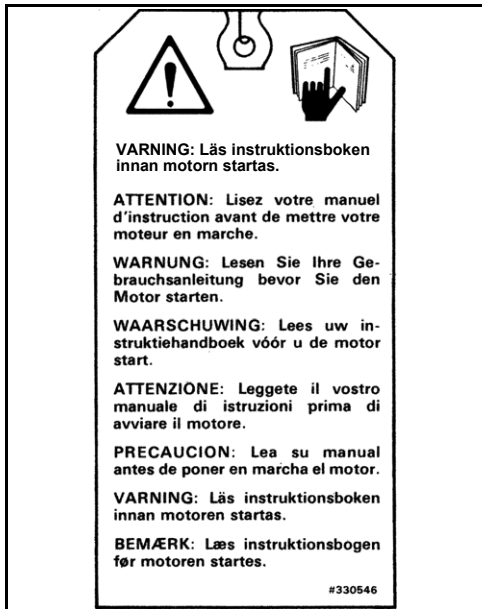 VARNING: Läs instruktionsboken
innan motorn startas.
ATTENTION: Lisez votre manuel
d'instruction avant de mettre votre
moteur en marche.
WARNUNG: Lesen Sie Ihre Ge-
brauchsanleitung bevor Sie den
Motor starten.
WAARSCHUWING: Lees uw in-
struktiehandboek vóór u de motor
start.
ATTENZIONE: Leggete il vostro
manuale di istruzioni prima di
avviare il motore.
PRECAUCION: Lea su manual
antes de poner en marcha el motor.
VARNING: Läs instruktionsboken
innan motoren startas.
BEMÆRK: Læs instruktionsbogen
før motoren startes.
#330546